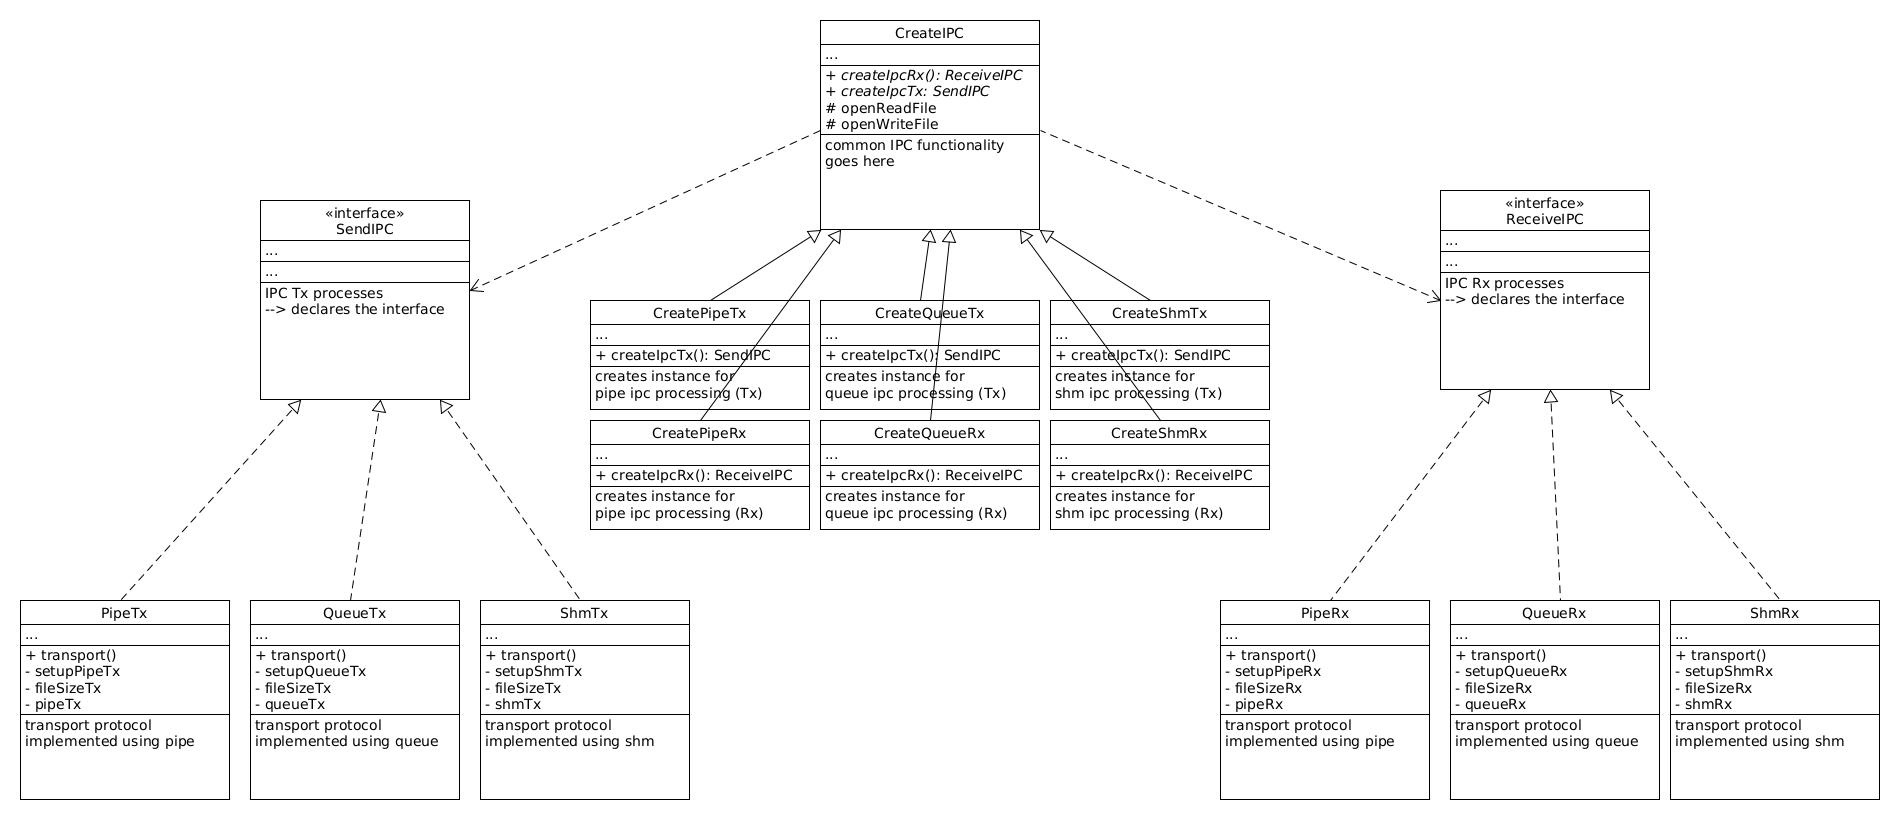 CreateIPC
...
+ createIpcRx(): ReceiveIPC
+ createIpcTx: SendIPC
# openReadFile
# openWriteFile
common IPC functionality
goes here
«interface»
SendIPC
...
...
IPC Tx processes
--> declares the interface
«interface»
ReceiveIPC
...
...
IPC Rx processes
--> declares the interface
CreatePipeTx
...
+ createIpcTx(): SendIPC
creates instance for
pipe ipc processing (Tx)
CreateQueueTx
...
+ createIpcTx(): SendIPC
creates instance for
queue ipc processing (Tx)
CreateShmTx
...
+ createIpcTx(): SendIPC
creates instance for
shm ipc processing (Tx)
CreatePipeRx
...
+ createIpcRx(): ReceiveIPC
creates instance for
pipe ipc processing (Rx)
CreateQueueRx
...
+ createIpcRx(): ReceiveIPC
creates instance for
queue ipc processing (Rx)
CreateShmRx
...
+ createIpcRx(): ReceiveIPC
creates instance for
shm ipc processing (Rx)
PipeTx
...
+ transport()
- setupPipeTx
- fileSizeTx
- pipeTx
transport protocol
implemented using pipe
QueueTx
...
+ transport()
- setupQueueTx
- fileSizeTx
- queueTx
transport protocol
implemented using queue
ShmTx
...
+ transport()
- setupShmTx
- fileSizeTx
- shmTx
transport protocol
implemented using shm
PipeRx
...
+ transport()
- setupPipeRx
- fileSizeRx
- pipeRx
transport protocol
implemented using pipe
QueueRx
...
+ transport()
- setupQueueRx
- fileSizeRx
- queueRx
transport protocol
implemented using queue
ShmRx
...
+ transport()
- setupShmRx
- fileSizeRx
- shmRx
transport protocol
implemented using shm